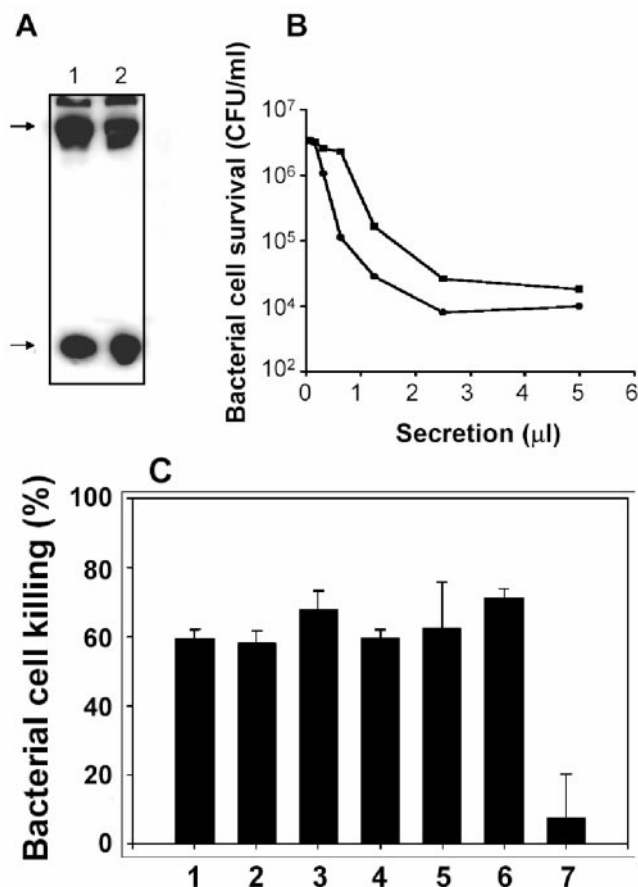 A
1 2
B
Bacterial cell survival (CFU/ml)
10⁷
10⁶
10⁵
10⁴
10²
0 1 2 3 4 5 6
Secretion (µl)
C
Bacterial cell killing (%)
100
80
60
40
20
0
1 2 3 4 5 6 7